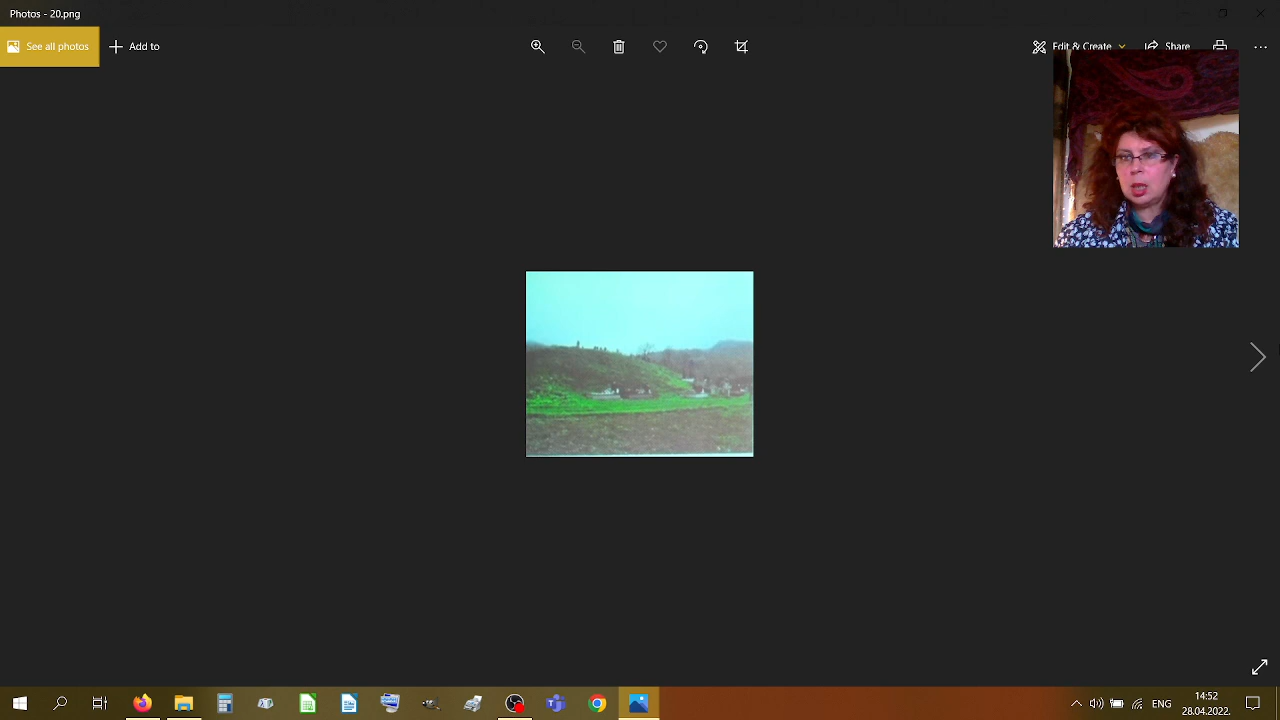 Photos - 20.png
See all photos
Add to
Edit & Create
Share
14:52
ENG
28.04.2022.